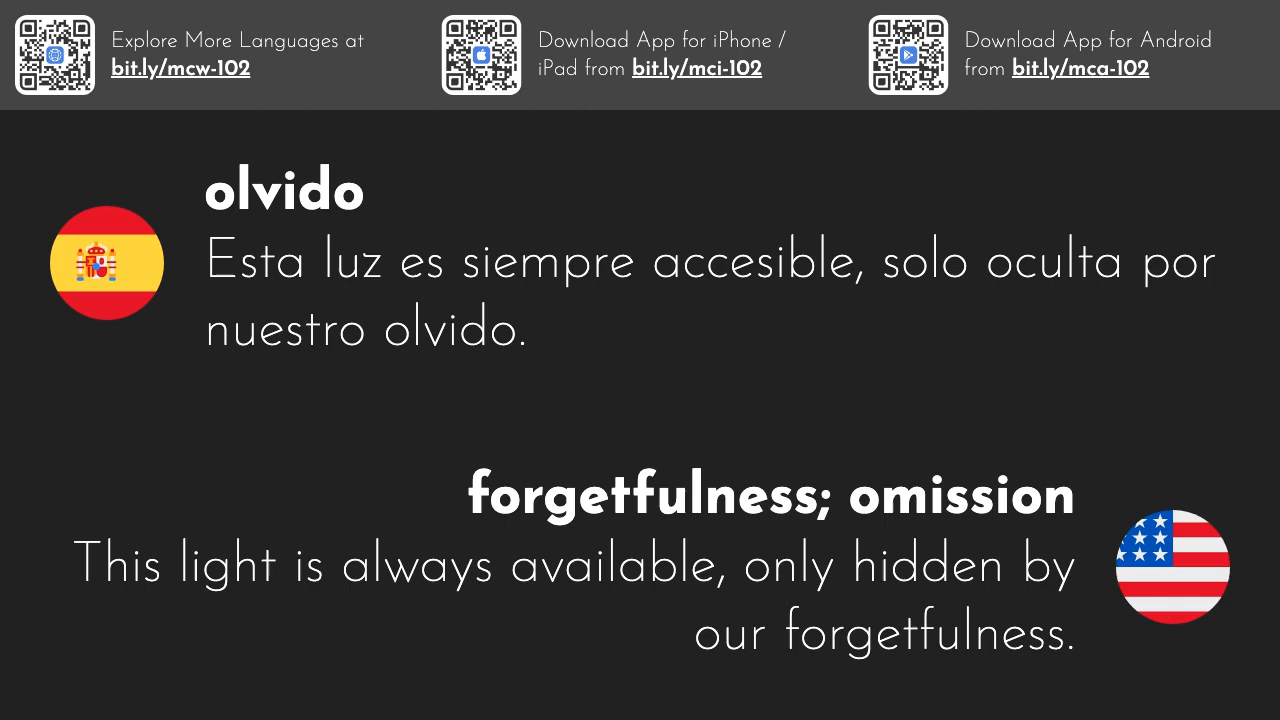 Explore More Languages at
bit.ly/mcw-102
Download App for iPhone /
iPad from bit.ly/mci-102
Download App for Android
from bit.ly/mca-102
olvido
Esta luz es siempre accesible, solo oculta por
nuestro olvido.
forgetfulness; omission
This light is always available, only hidden by
our forgetfulness.